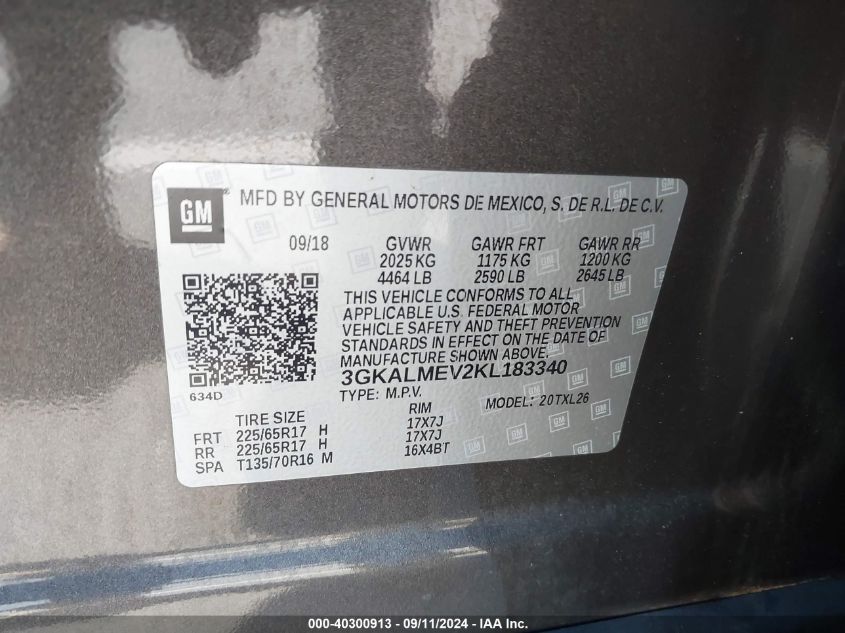 GM
MFD BY GENERAL MOTORS DE MEXICO, S. DE R.L. DE C.V.
09/18 GVWR GAWR FRT GAWR RR
2025 KG 1175 KG 1200 KG
4464 LB 2590 LB 2645 LB
THIS VEHICLE CONFORMS TO ALL
APPLICABLE U.S. FEDERAL MOTOR
VEHICLE SAFETY AND THEFT PREVENTION
STANDARDS IN EFFECT ON THE DATE OF
MANUFACTURE SHOWN ABOVE.
3GKALMEV2KL183340
634D
TYPE: M.P.V. MODEL: 20TXL26
TIRE SIZE RIM
FRT 225/65R17 H 17X7J
RR 225/65R17 H 17X7J
SPA T135/70R16 M 16X4BT
000-40300913 - 09/11/2024 - © IAA, Inc.